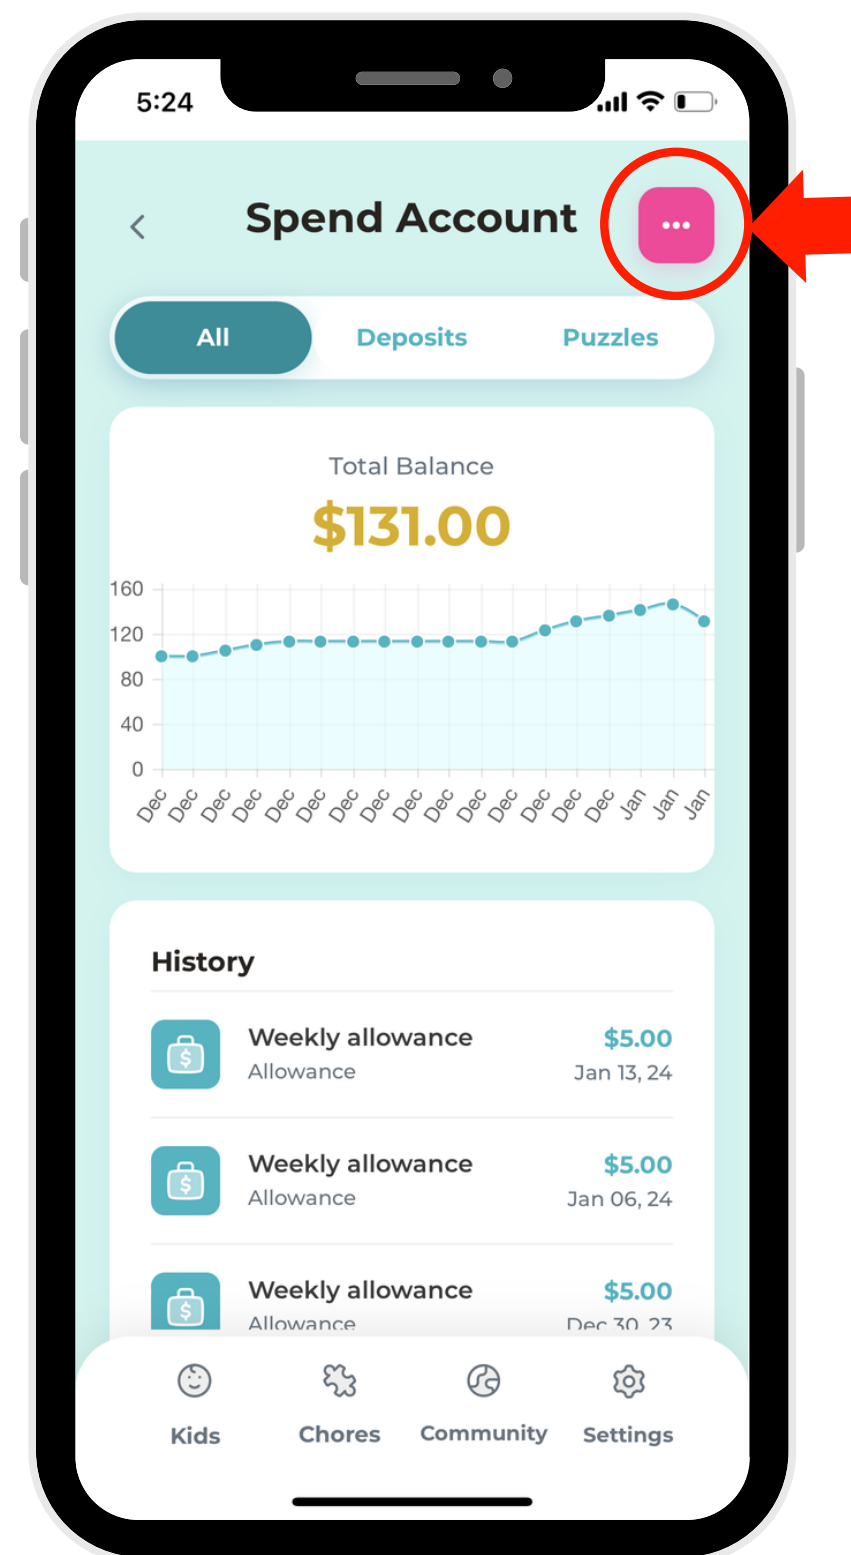 5:24
Spend Account
All Deposits Puzzles
Total Balance
$131.00
160
120
80
40
0
Dec Dec Dec Dec Dec Dec Dec Dec Dec Dec Dec Dec Dec Dec Dec Jan Jan Jan
History
Weekly allowance $5.00
Allowance Jan 13, 24
Weekly allowance $5.00
Allowance Jan 06, 24
Weekly allowance $5.00
Allowance Dec 30, 23
Kids Chores Community Settings